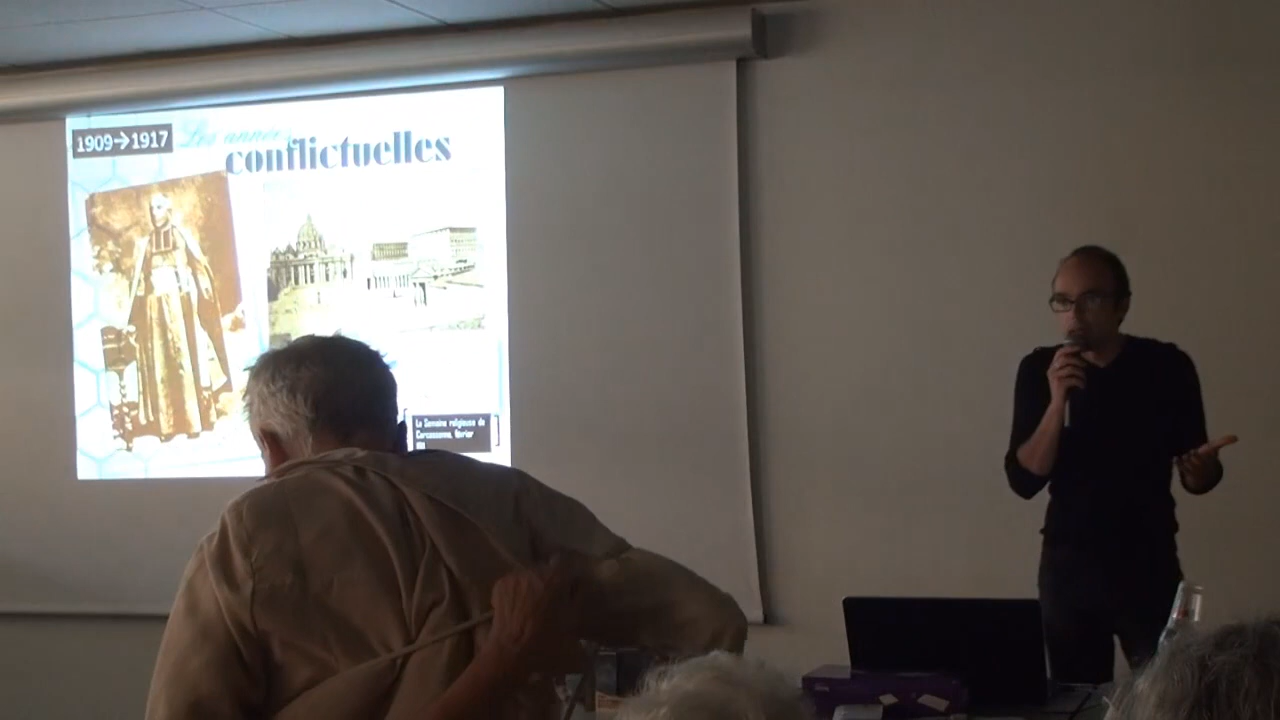 1909→1917
Les années
conflictuelles
La Semaine religieuse de
Carcassonne, février